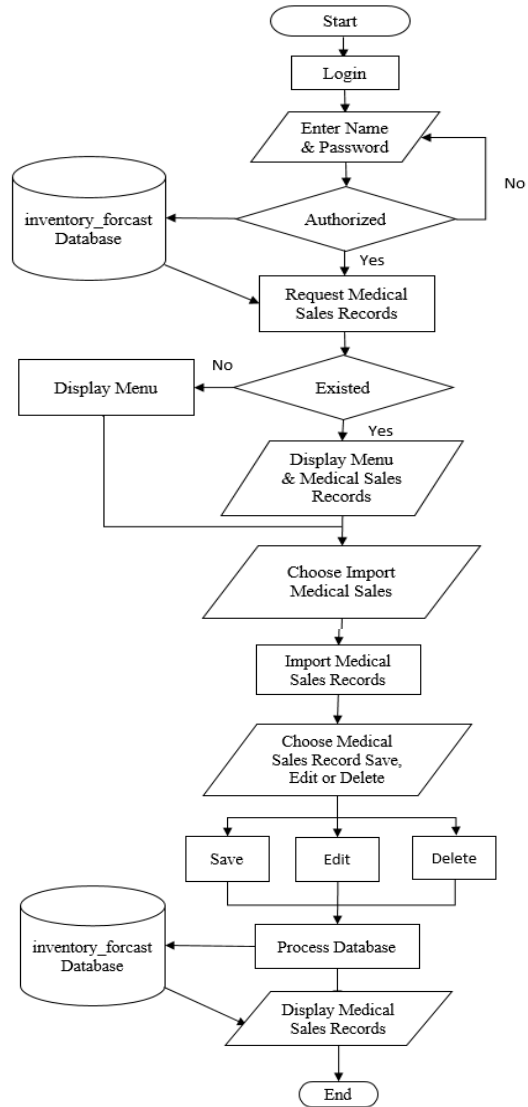 Start
Login
Enter Name
& Password
No
inventory_forcast
Database
Authorized
Yes
Request Medical
Sales Records
No
Display Menu
Existed
Yes
Display Menu
& Medical Sales
Records
Choose Import
Medical Sales
Import Medical
Sales Records
Choose Medical
Sales Record Save,
Edit or Delete
Save
Edit
Delete
inventory_forcast
Database
Process Database
Display Medical
Sales Records
End